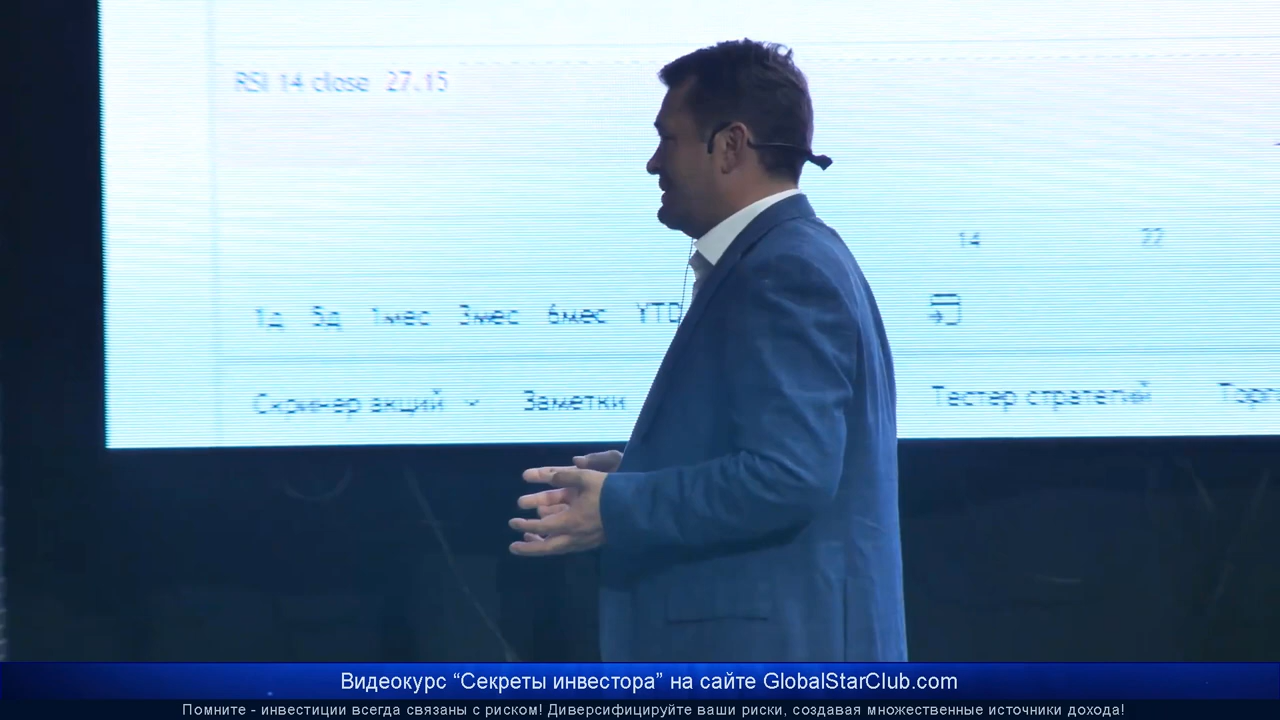 RSI 14 close 27.15
14 22
1д 5д 1мес 3мес 6мес YTD
Скринер акций Заметки Тестер стратегий
Видеокурс “Секреты инвестора” на сайте GlobalStarClub.com
Помните - инвестиции всегда связаны с риском! Диверсифицируйте ваши риски, создавая множественные источники дохода!